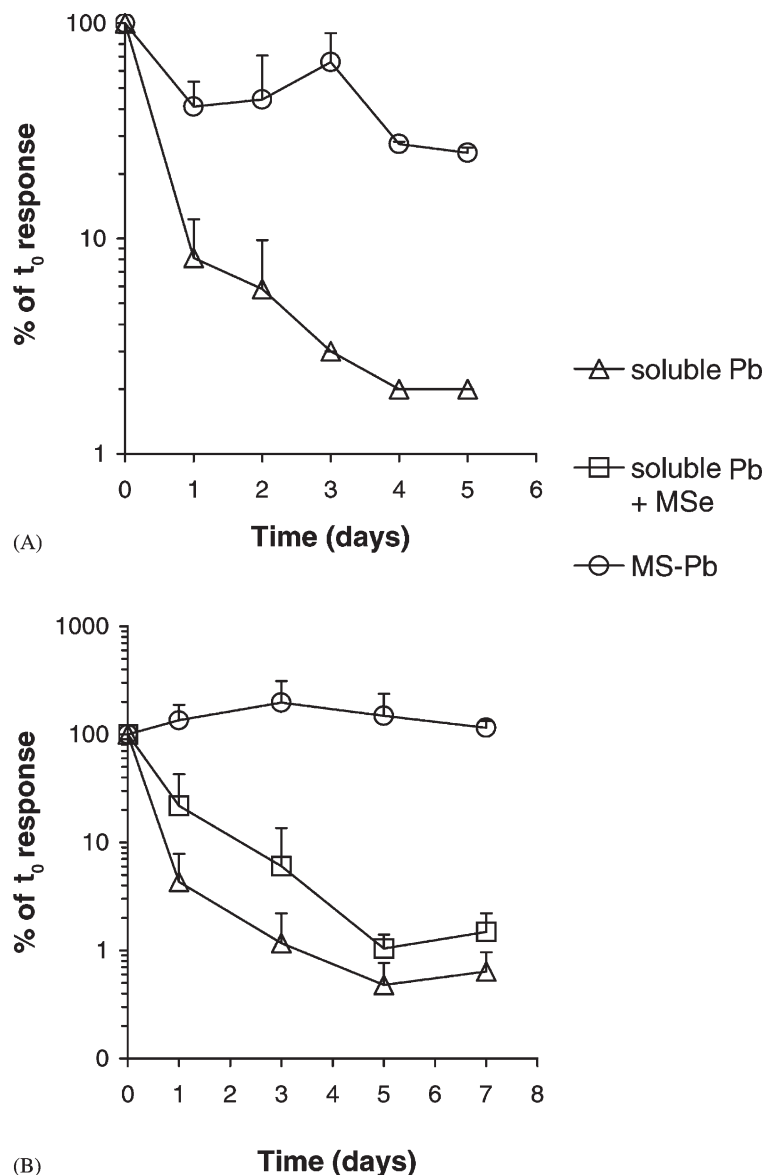 100
10
1
% of t0 response
0 1 2 3 4 5 6
Time (days)
(A)
soluble Pb
soluble Pb
+ MSe
MS-Pb
1000
100
10
1
0
% of t0 response
0 1 2 3 4 5 6 7 8
Time (days)
(B)